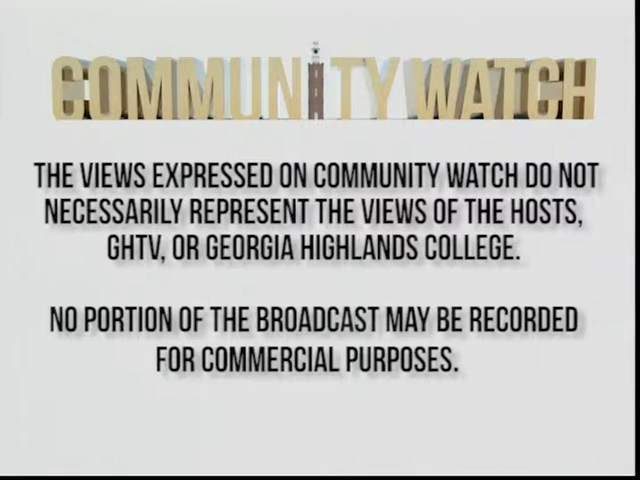 COMMUNITY WATCH
THE VIEWS EXPRESSED ON COMMUNITY WATCH DO NOT
NECESSARILY REPRESENT THE VIEWS OF THE HOSTS,
GHTV, OR GEORGIA HIGHLANDS COLLEGE.
NO PORTION OF THE BROADCAST MAY BE RECORDED
FOR COMMERCIAL PURPOSES.